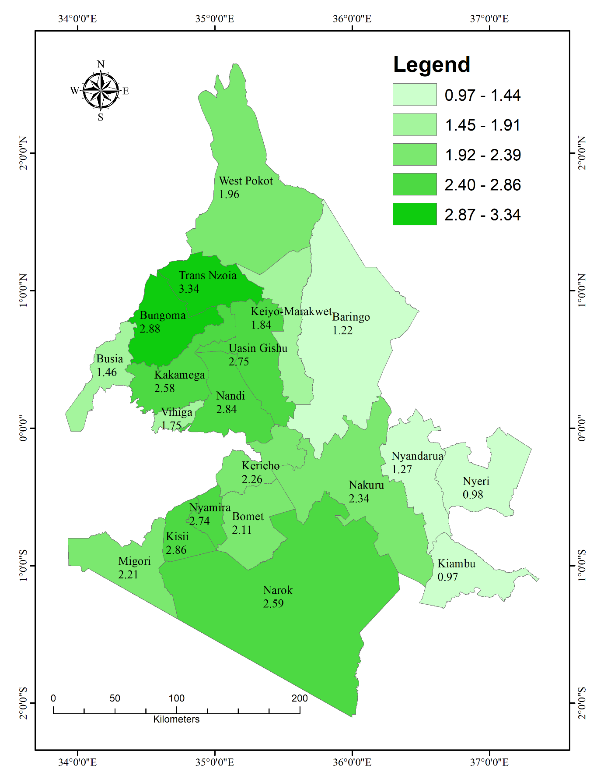 34°0'0"E 35°0'0"E 36°0'0"E 37°0'0"E
N
W E
S
Legend
0.97 - 1.44
1.45 - 1.91
1.92 - 2.39
2.40 - 2.86
2.87 - 3.34
2°0'0"N 2°0'0"N
West Pokot
1.96
1°0'0"N 1°0'0"N
Trans Nzoia
3.34
Bungoma
2.88
Keiyo-Marakwet
1.84
Baringo
1.22
Busia
1.46
Uasin Gishu
2.75
Kakamega
2.58
Nandi
2.84
Vihiga
1.75
0°0'0" 0°0'0"
Kericho
2.26
Nyandarua
1.27
Nyeri
0.98
Nakuru
2.34
Nyamira
2.74
Bomet
2.11
Kisii
2.86
Migori
2.21
Kiambu
0.97
Narok
2.59
1°0'0"S 1°0'0"S
2°0'0"S 2°0'0"S
0 50 100 200
Kilometers
34°0'0"E 35°0'0"E 36°0'0"E 37°0'0"E